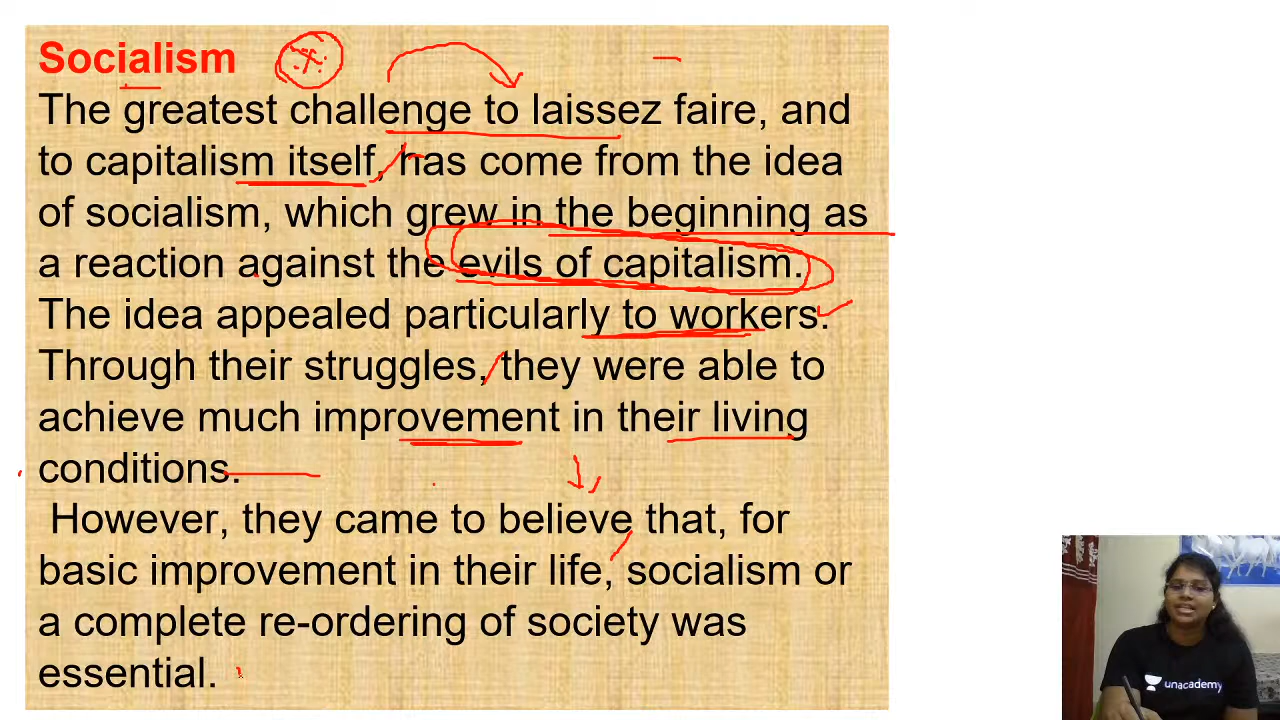 Socialism
The greatest challenge to laissez faire, and
to capitalism itself, has come from the idea
of socialism, which grew in the beginning as
a reaction against the evils of capitalism.
The idea appealed particularly to workers.
Through their struggles, they were able to
achieve much improvement in their living
conditions.
However, they came to believe that, for
basic improvement in their life, socialism or
a complete re-ordering of society was
essential.
unacademy